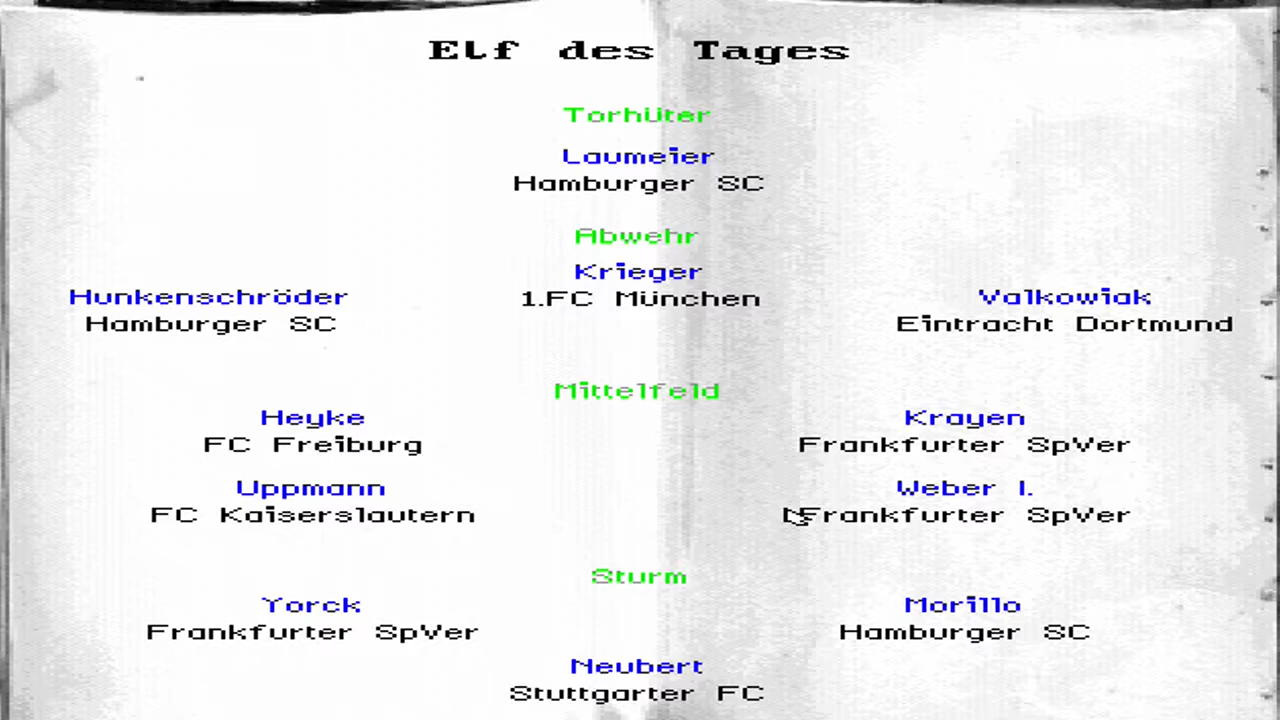 Elf des Tages
Torhüter
Laumeier
Hamburger SC
Abwehr
Krieger
1.FC München
Hunkenschröder
Hamburger SC
Valkowiak
Eintracht Dortmund
Mittelfeld
Heyke
FC Freiburg
Krayen
Frankfurter SpVer
Uppmann
FC Kaiserslautern
Weber I.
Frankfurter SpVer
Sturm
Yorck
Frankfurter SpVer
Morillo
Hamburger SC
Neubert
Stuttgarter FC